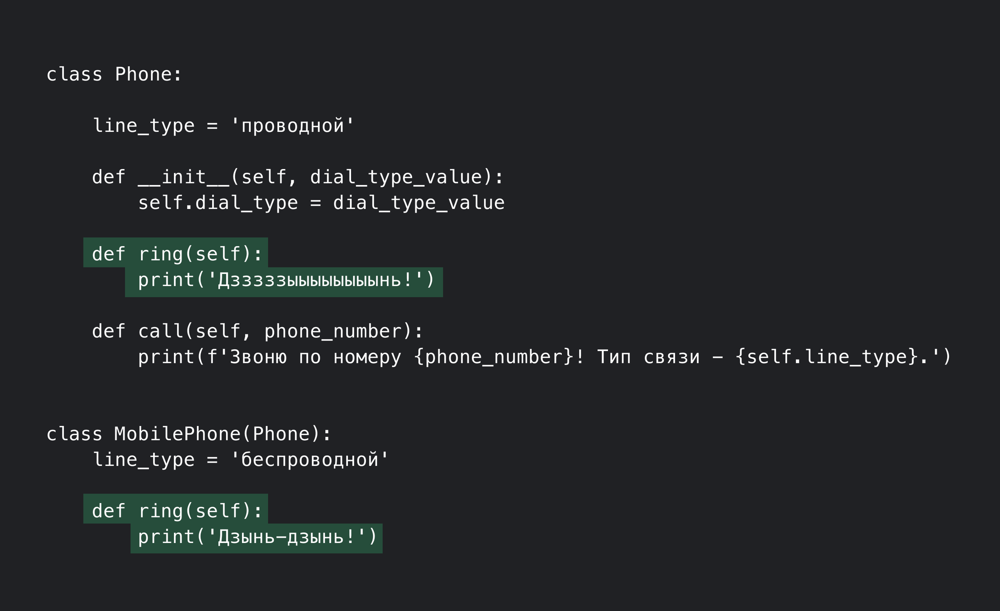 class Phone:
line_type = 'проводной'
def __init__(self, dial_type_value):
self.dial_type = dial_type_value
def ring(self):
print('Дзззззыыыыыыыынь!')
def call(self, phone_number):
print(f'Звоню по номеру {phone_number}! Тип связи – {self.line_type}.')
class MobilePhone(Phone):
line_type = 'беспроводной'
def ring(self):
print('Дзынь–дзынь!')